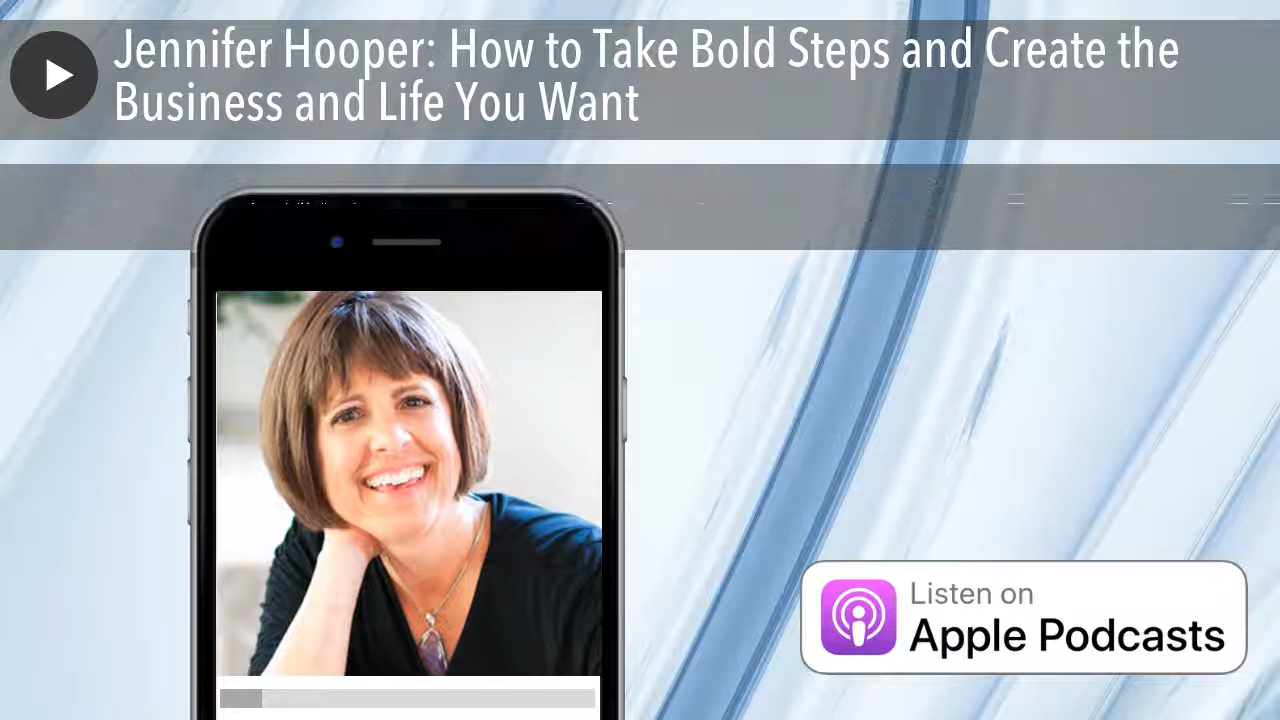 Jennifer Hooper: How to Take Bold Steps and Create the
Business and Life You Want
Listen on
Apple Podcasts